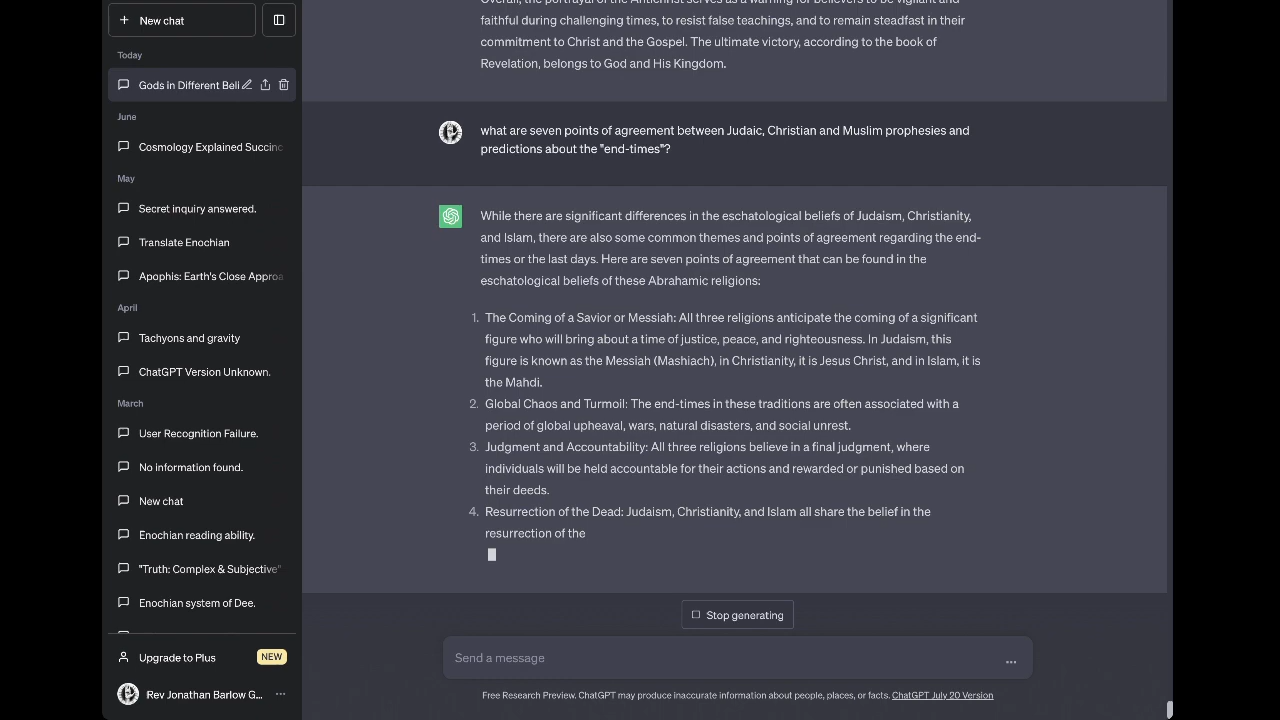 New chat
Today
Gods in Different Beli
June
Cosmology Explained Succinc
May
Secret inquiry answered.
Translate Enochian
Apophis: Earth's Close Approa
April
Tachyons and gravity
ChatGPT Version Unknown.
March
User Recognition Failure.
No information found.
New chat
Enochian reading ability.
"Truth: Complex & Subjective"
Enochian system of Dee.
Upgrade to Plus NEW
Rev Jonathan Barlow G...
faithful during challenging times, to resist false teachings, and to remain steadfast in their
commitment to Christ and the Gospel. The ultimate victory, according to the book of
Revelation, belongs to God and His Kingdom.
what are seven points of agreement between Judaic, Christian and Muslim prophesies and
predictions about the "end-times"?
While there are significant differences in the eschatological beliefs of Judaism, Christianity,
and Islam, there are also some common themes and points of agreement regarding the end-
times or the last days. Here are seven points of agreement that can be found in the
eschatological beliefs of these Abrahamic religions:
1. The Coming of a Savior or Messiah: All three religions anticipate the coming of a significant
figure who will bring about a time of justice, peace, and righteousness. In Judaism, this
figure is known as the Messiah (Mashiach), in Christianity, it is Jesus Christ, and in Islam, it is
the Mahdi.
2. Global Chaos and Turmoil: The end-times in these traditions are often associated with a
period of global upheaval, wars, natural disasters, and social unrest.
3. Judgment and Accountability: All three religions believe in a final judgment, where
individuals will be held accountable for their actions and rewarded or punished based on
their deeds.
4. Resurrection of the Dead: Judaism, Christianity, and Islam all share the belief in the
resurrection of the
Stop generating
Send a message
Free Research Preview. ChatGPT may produce inaccurate information about people, places, or facts. ChatGPT July 20 Version